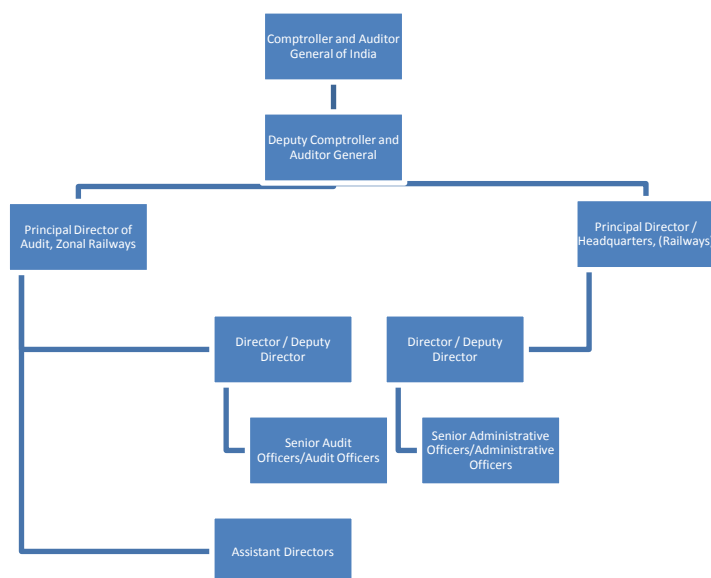 Comptroller and Auditor
General of India
Deputy Comptroller and
Auditor General
Principal Director of
Audit, Zonal Railways
Principal Director /
Headquarters, (Railways)
Director / Deputy
Director
Director / Deputy
Director
Senior Audit
Officers/Audit Officers
Senior Administrative
Officers/Administrative
Officers
Assistant Directors